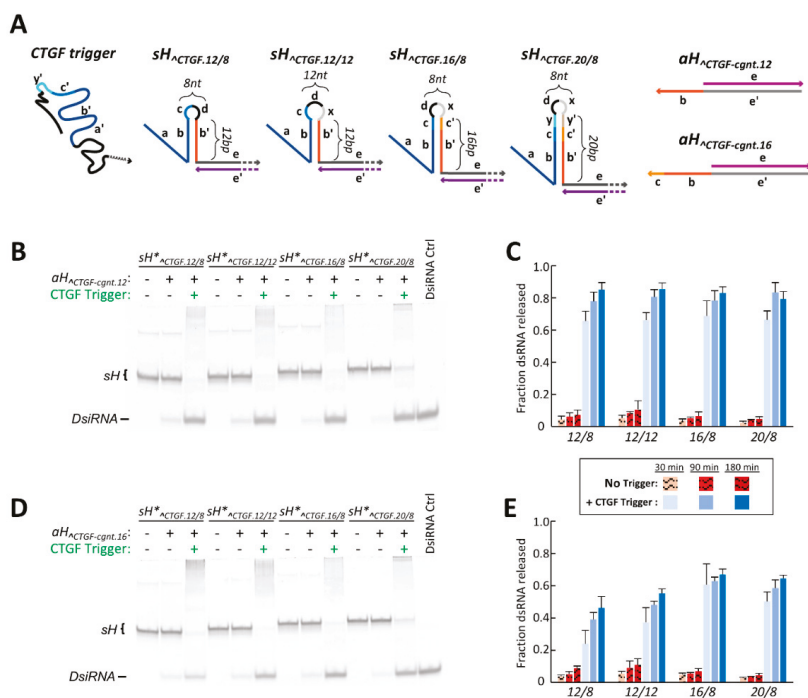 A
CTGF trigger
sH^CTGF.12/8
sH^CTGF.12/12
sH^CTGF.16/8
sH^CTGF.20/8
aH^CTGF-cgnt.12
y'
c'
b'
a'
8nt
c d
a b b'
12bp
e
e'
12nt
d
c x
a b b'
12bp
e
e'
8nt
d x
c c'
a b b'
16bp
e
e'
8nt
d x
y y'
c c'
a b b'
20bp
e
e'
e
b e'
aH^CTGF-cgnt.16
e
c b e'
B
sH*^CTGF.12/8 sH*^CTGF.12/12 sH*^CTGF.16/8 sH*^CTGF.20/8
DsiRNA Ctrl
aH^CTGF-cgnt.12: - + + - + + - + + - + +
CTGF Trigger: - - + - - + - - + - - +
sH {
DsiRNA –
C
Fraction dsRNA released
1.0
0.8
0.6
0.4
0.2
0
12/8 12/12 16/8 20/8
30 min 90 min 180 min
No Trigger:
+ CTGF Trigger :
D
sH*^CTGF.12/8 sH*^CTGF.12/12 sH*^CTGF.16/8 sH*^CTGF.20/8
DsiRNA Ctrl
aH^CTGF-cgnt.16: - + + - + + - + + - + +
CTGF Trigger: - - + - - + - - + - - +
sH {
DsiRNA –
E
Fraction dsRNA released
1.0
0.8
0.6
0.4
0.2
0
12/8 12/12 16/8 20/8